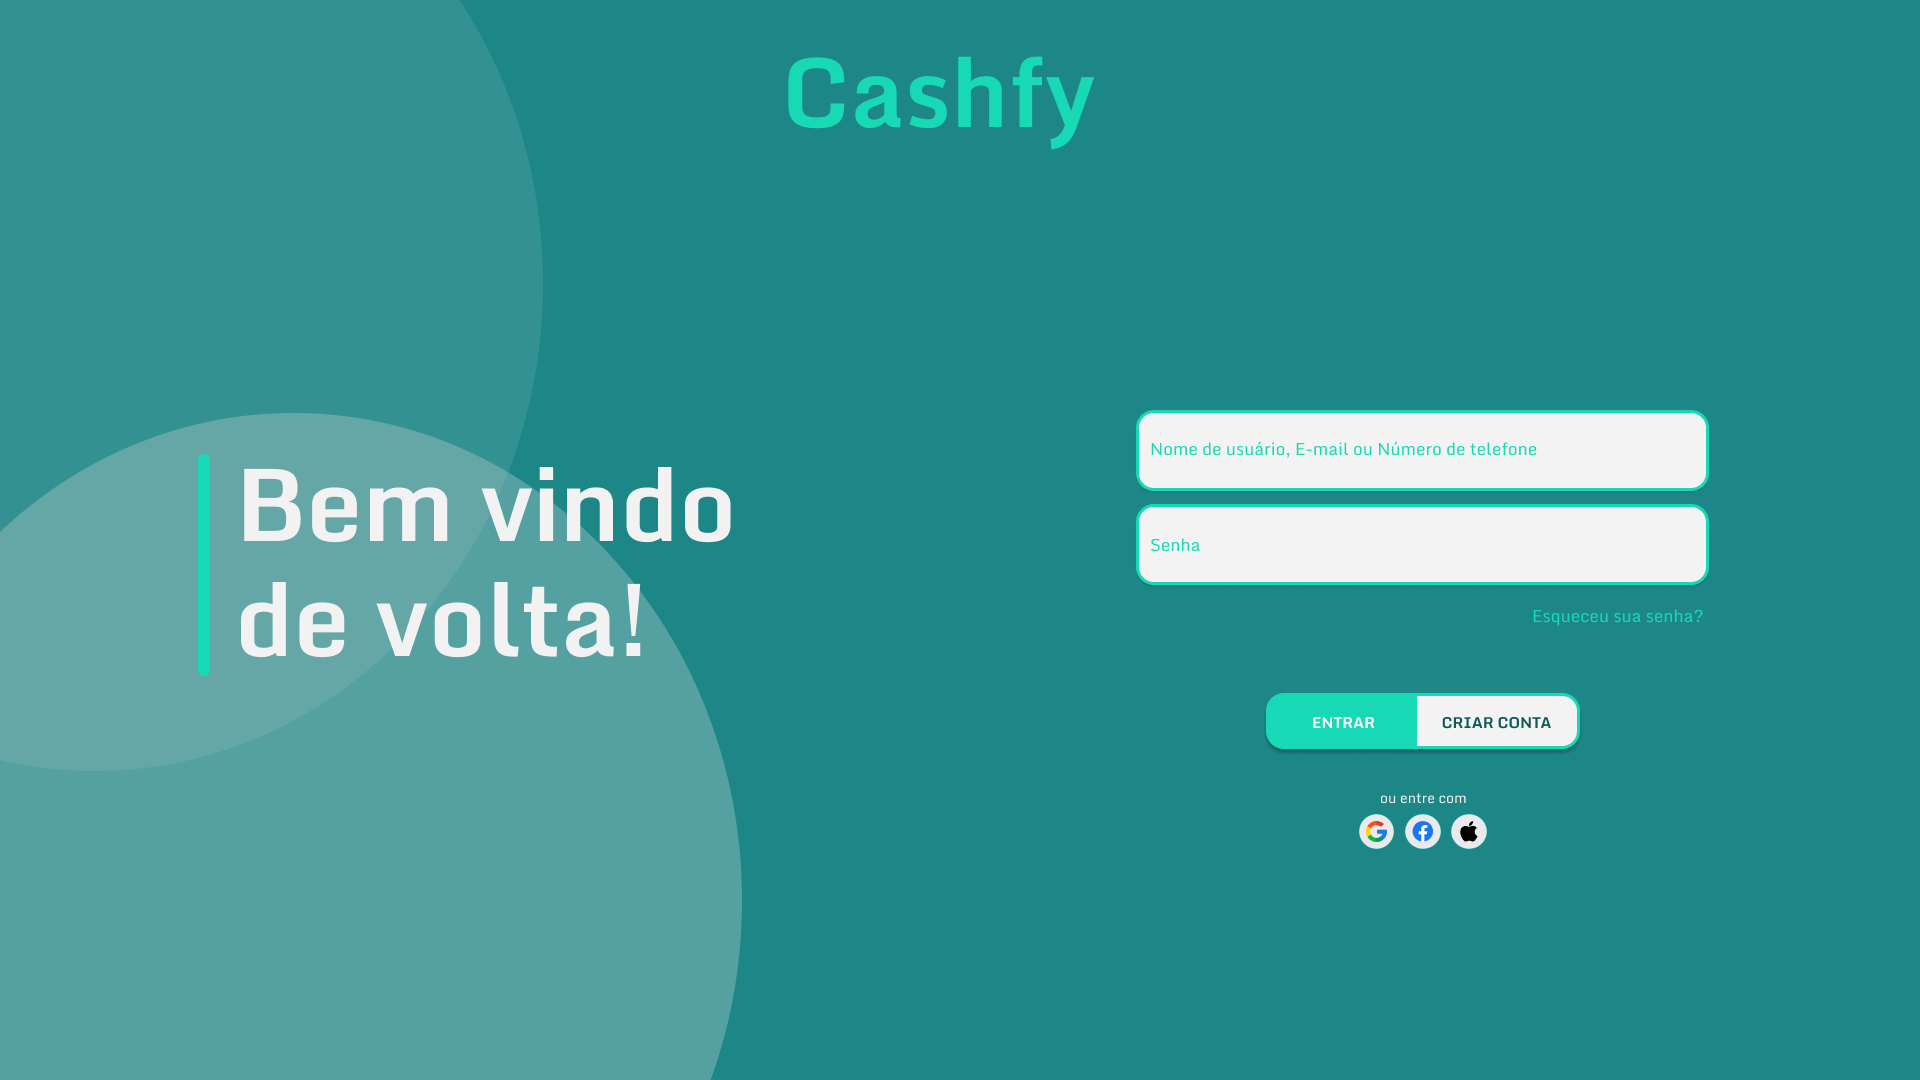 Cashfy
Bem vindo
de volta!
Nome de usuário, E-mail ou Número de telefone
Senha
Esqueceu sua senha?
ENTRAR
CRIAR CONTA
ou entre com